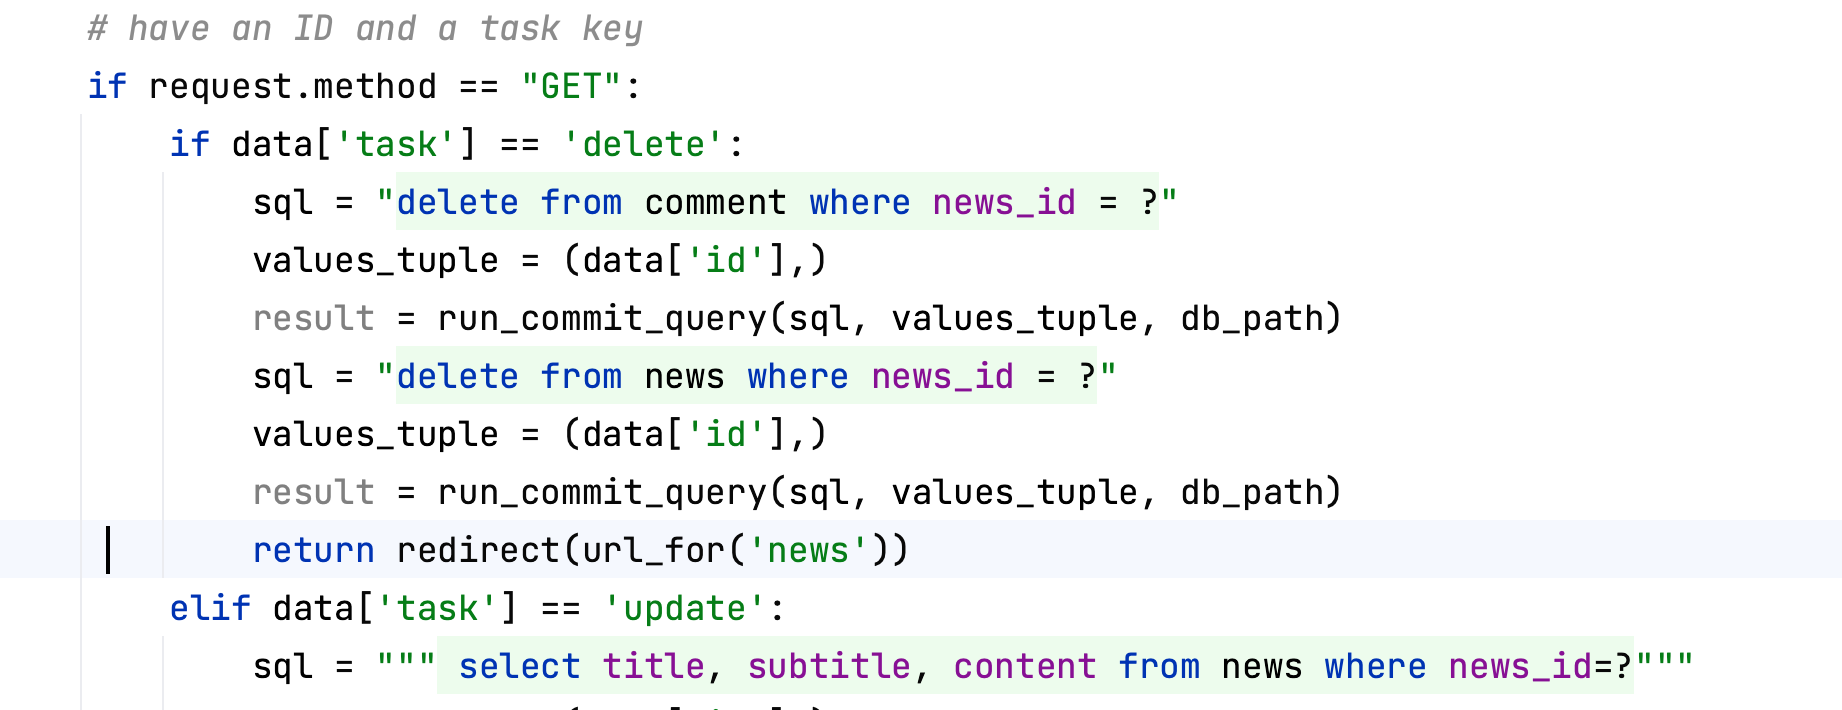 # have an ID and a task key
if request.method == "GET":
if data['task'] == 'delete':
sql = "delete from comment where news_id = ?"
values_tuple = (data['id'],)
result = run_commit_query(sql, values_tuple, db_path)
sql = "delete from news where news_id = ?"
values_tuple = (data['id'],)
result = run_commit_query(sql, values_tuple, db_path)
return redirect(url_for('news'))
elif data['task'] == 'update':
sql = """ select title, subtitle, content from news where news_id=?"""